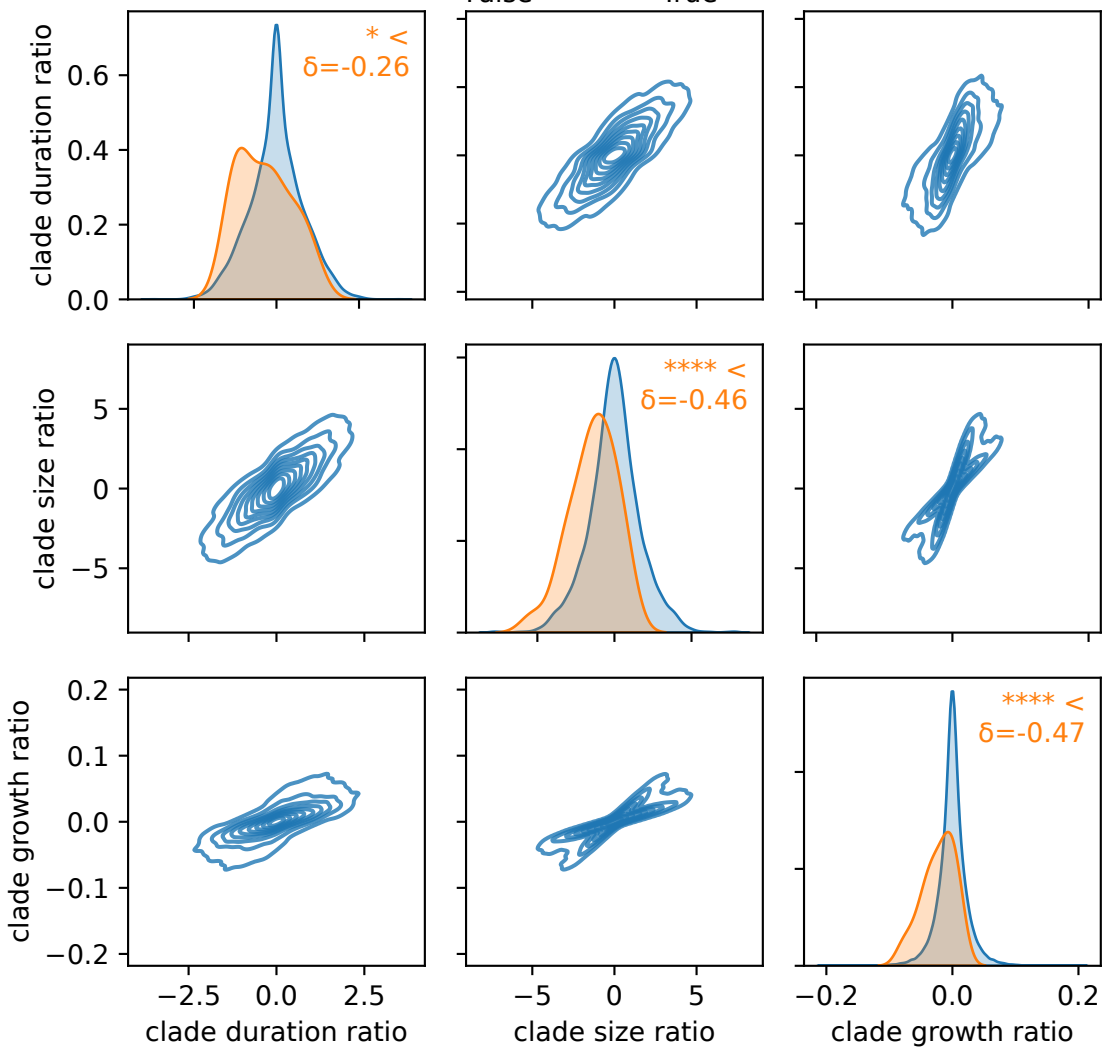 clade duration ratio
0.6
0.4
0.2
0.0
* <
δ=-0.26
clade size ratio
5
0
−5
**** <
δ=-0.46
clade growth ratio
0.2
0.1
0.0
−0.1
−0.2
**** <
δ=-0.47
−2.5 0.0 2.5
−5 0 5
−0.2 0.0 0.2
clade duration ratio
clade size ratio
clade growth ratio